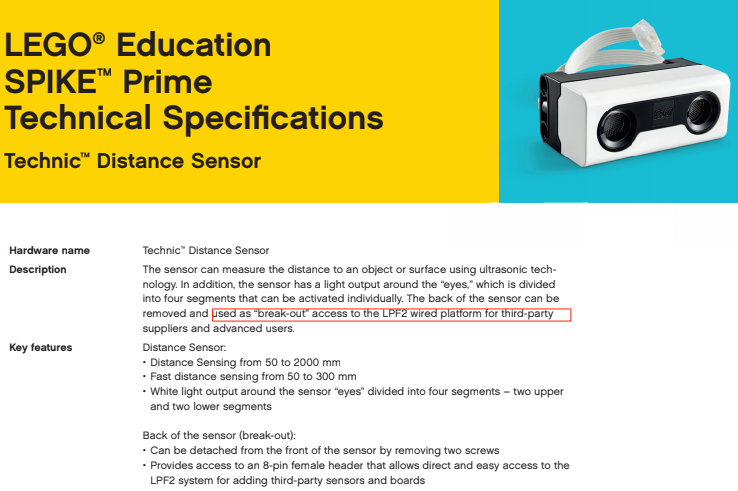 LEGO® Education
SPIKE™ Prime
Technical Specifications
Technic™ Distance Sensor
Hardware name Technic™ Distance Sensor
Description The sensor can measure the distance to an object or surface using ultrasonic tech-
nology. In addition, the sensor has a light output around the “eyes,” which is divided
into four segments that can be activated individually. The back of the sensor can be
removed and used as “break-out” access to the LPF2 wired platform for third-party
suppliers and advanced users.
Key features Distance Sensor:
• Distance Sensing from 50 to 2000 mm
• Fast distance sensing from 50 to 300 mm
• White light output around the sensor “eyes” divided into four segments – two upper
and two lower segments
Back of the sensor (break-out):
• Can be detached from the front of the sensor by removing two screws
• Provides access to an 8-pin female header that allows direct and easy access to the
LPF2 system for adding third-party sensors and boards